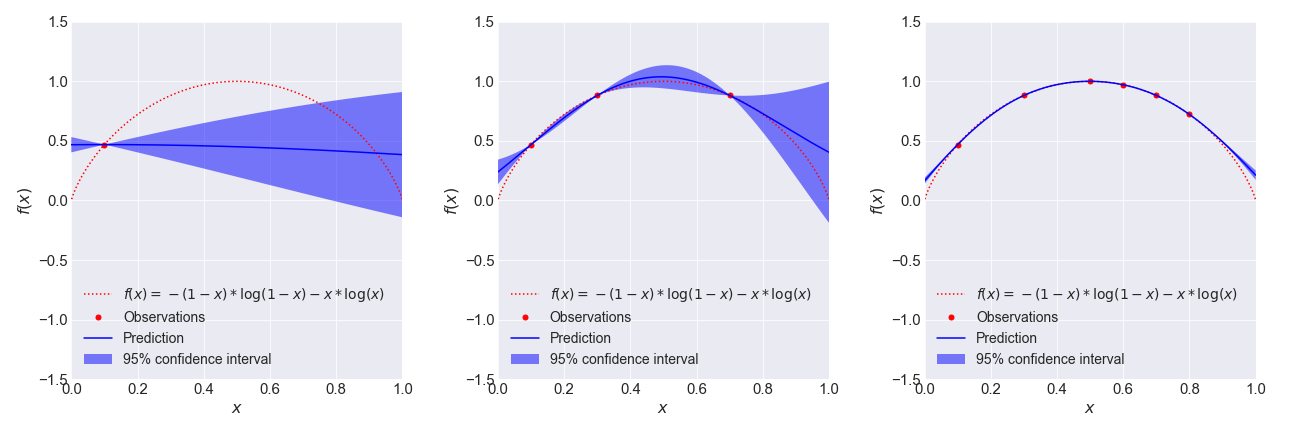 1.5
1.0
0.5
0.0
−0.5
−1.0
−1.5
f(x)
f(x) = −(1 − x) * log(1 − x) − x * log(x)
Observations
Prediction
95% confidence interval
0.0 0.2 0.4 0.6 0.8 1.0
x
1.5
1.0
0.5
0.0
−0.5
−1.0
−1.5
f(x)
f(x) = −(1 − x) * log(1 − x) − x * log(x)
Observations
Prediction
95% confidence interval
0.0 0.2 0.4 0.6 0.8 1.0
x
1.5
1.0
0.5
0.0
−0.5
−1.0
−1.5
f(x)
f(x) = −(1 − x) * log(1 − x) − x * log(x)
Observations
Prediction
95% confidence interval
0.0 0.2 0.4 0.6 0.8 1.0
x